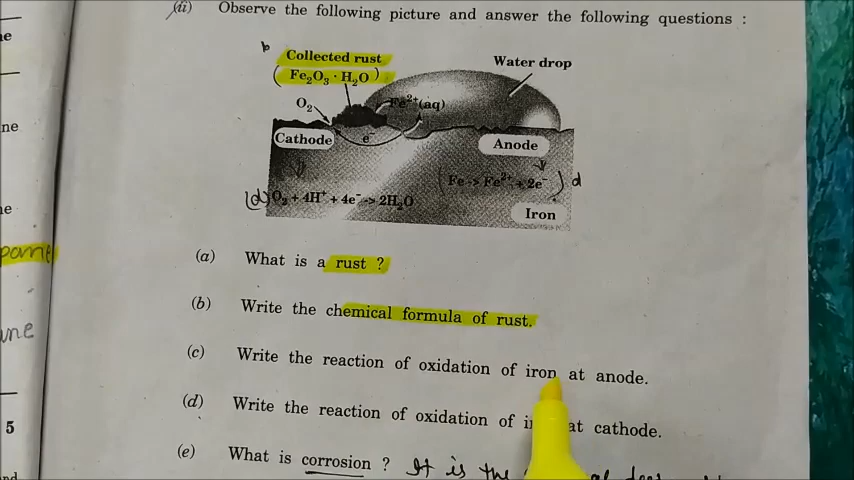 (ii) Observe the following picture and answer the following questions :
b
Collected rust
(Fe₂O₃ · H₂O)
Water drop
O₂
Fe²⁺(aq)
Cathode
e⁻
Anode
(Fe -> Fe²⁺ + 2e⁻) d
(d) O₂ + 4H⁺ + 4e⁻ -> 2H₂O
Iron
(a) What is a rust ?
(b) Write the chemical formula of rust.
(c) Write the reaction of oxidation of iron at anode.
(d) Write the reaction of oxidation of at cathode.
(e) What is corrosion ? It is the
ne
ne
ne
pane
ane
5
nd